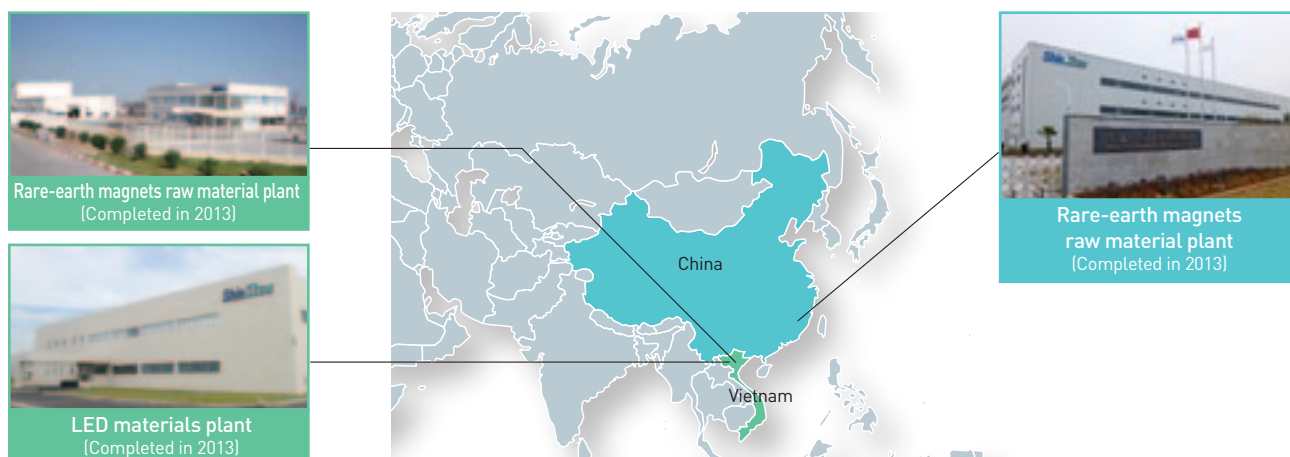 Rare-earth magnets raw material plant
(Completed in 2013)
LED materials plant
(Completed in 2013)
China
Vietnam
Rare-earth magnets
raw material plant
(Completed in 2013)